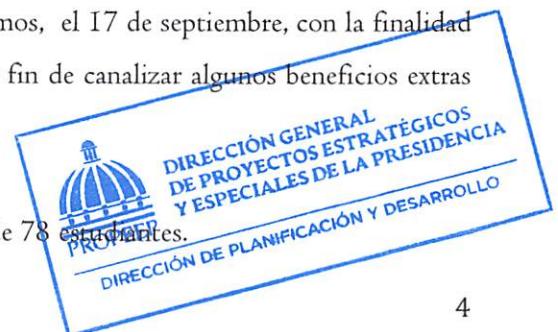 mos, el 17 de septiembre, con la finalidad
fin de canalizar algunos beneficios extras
DIRECCIÓN GENERAL
DE PROYECTOS ESTRATÉGICOS
Y ESPECIALES DE LA PRESIDENCIA
e 78 estudiantes.
PROPEEP
DIRECCIÓN DE PLANIFICACIÓN Y DESARROLLO
4